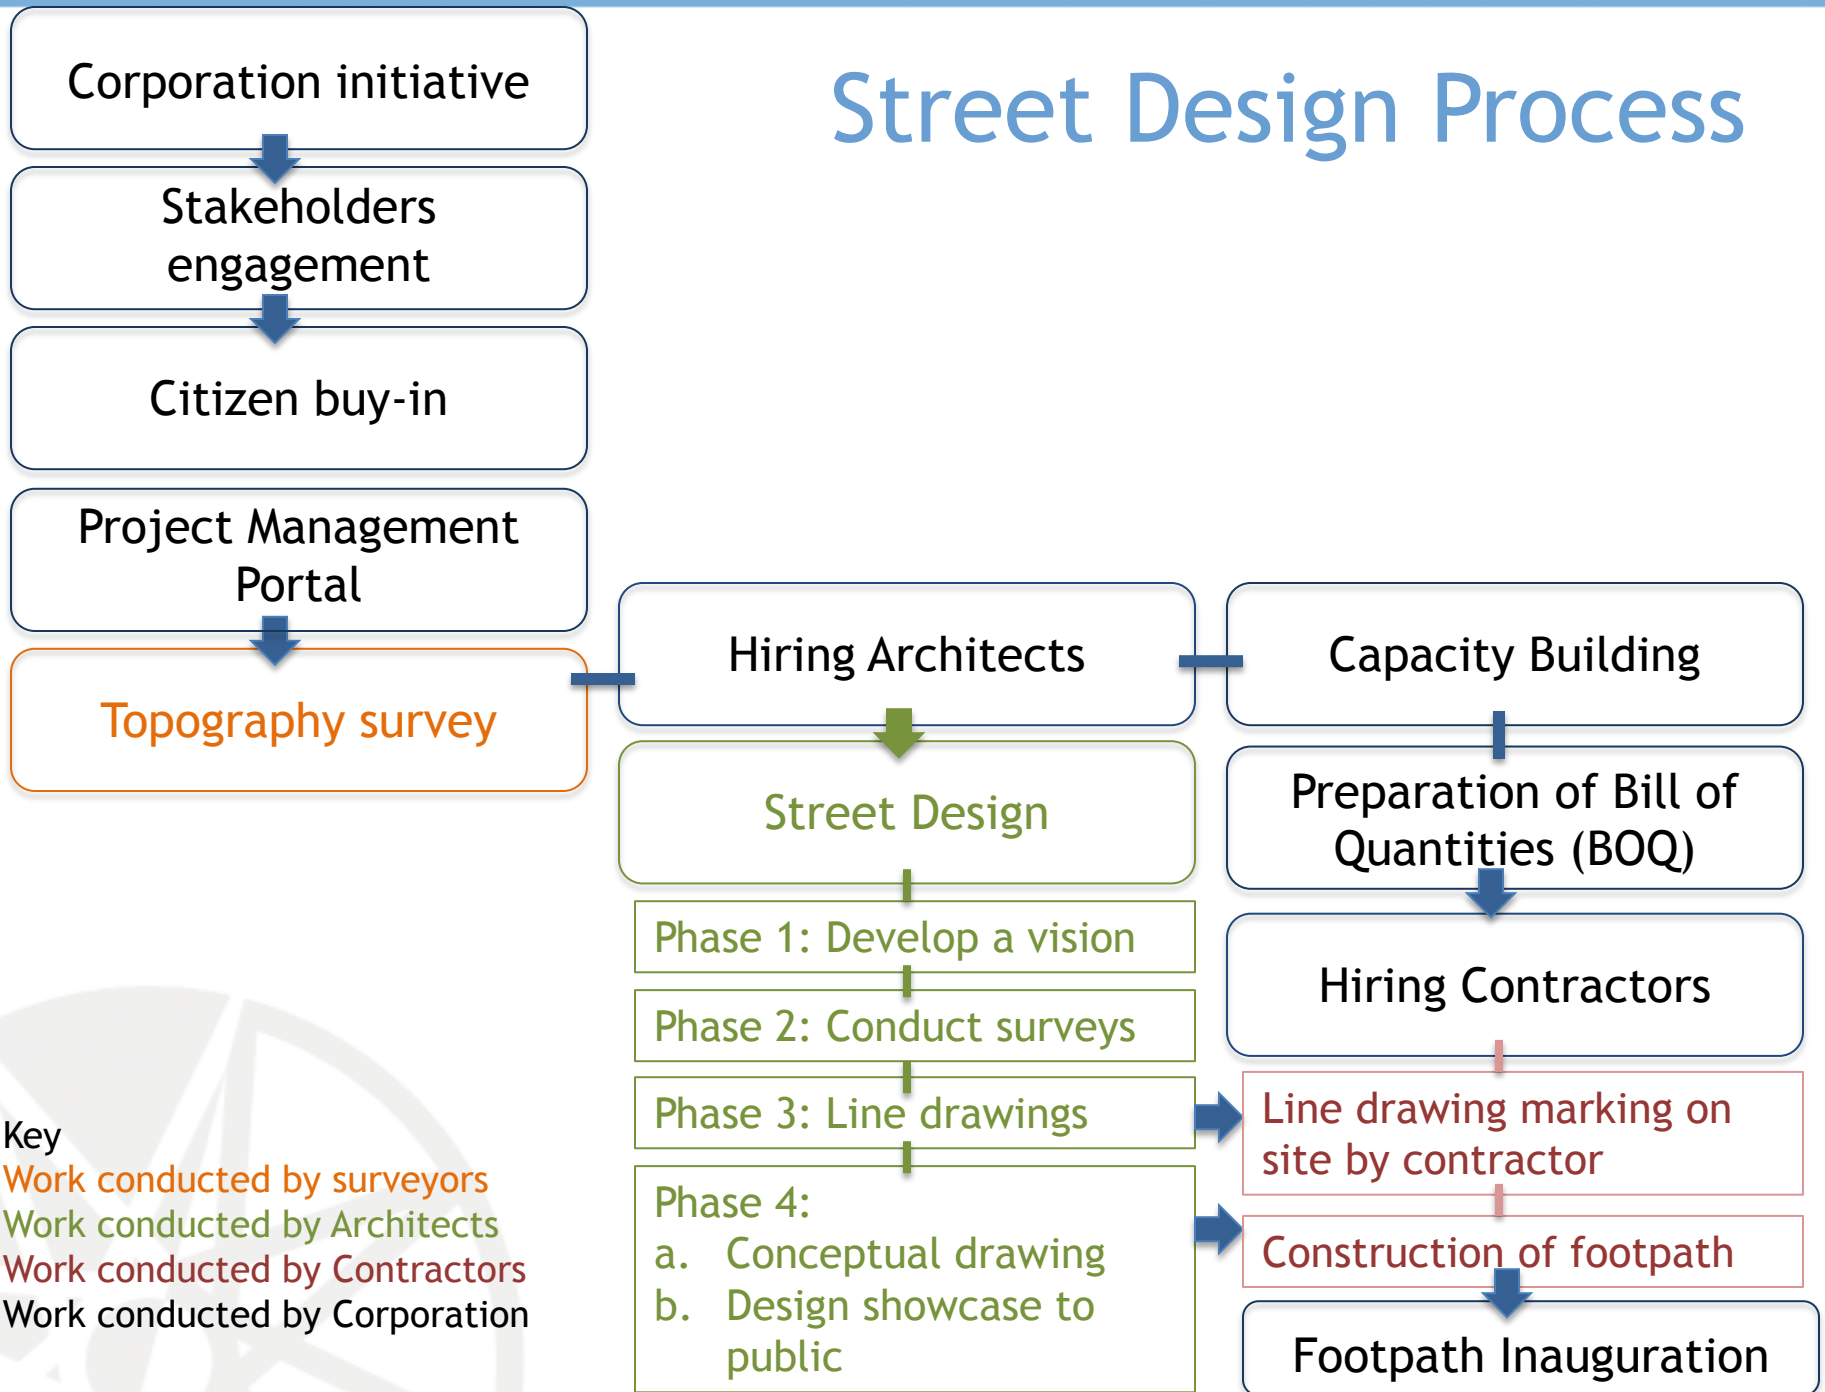 Street Design Process
Corporation initiative
Stakeholders
engagement
Citizen buy-in
Project Management
Portal
Topography survey
Hiring Architects
Street Design
Phase 1: Develop a vision
Phase 2: Conduct surveys
Phase 3: Line drawings
Phase 4:
a. Conceptual drawing
b. Design showcase to
public
Capacity Building
Preparation of Bill of
Quantities (BOQ)
Hiring Contractors
Line drawing marking on
site by contractor
Construction of footpath
Footpath Inauguration
Key
Work conducted by surveyors
Work conducted by Architects
Work conducted by Contractors
Work conducted by Corporation